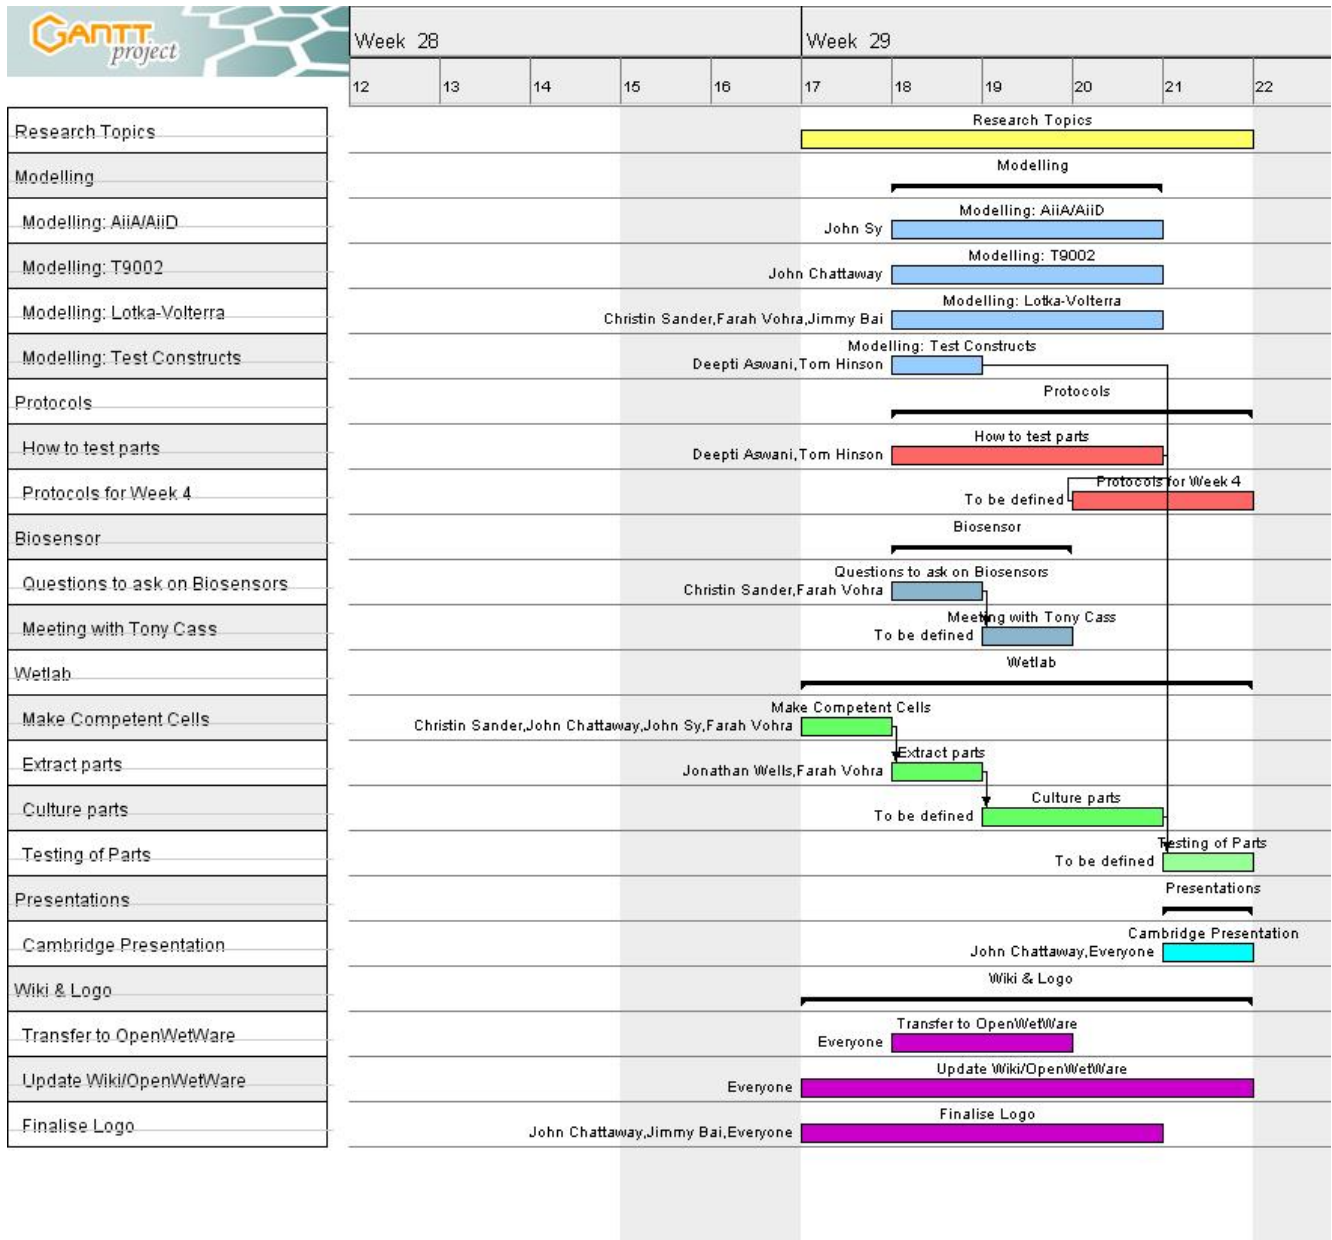 GANTT
project
Week 28
Week 29
12 13 14 15 16 17 18 19 20 21 22
Research Topics
Research Topics
Modelling
Modelling
Modelling: AiiA/AiiD
Modelling: AiiA/AiiD
John Sy
Modelling: T9002
Modelling: T9002
John Chattaway
Modelling: Lotka-Volterra
Modelling: Lotka-Volterra
Christin Sander,Farah Vohra,Jimmy Bai
Modelling: Test Constructs
Modelling: Test Constructs
Deepti Aswani,Tom Hinson
Protocols
Protocols
How to test parts
How to test parts
Deepti Aswani,Tom Hinson
Protocols for Week 4
Protocols for Week 4
To be defined
Biosensor
Biosensor
Questions to ask on Biosensors
Questions to ask on Biosensors
Christin Sander,Farah Vohra
Meeting with Tony Cass
Meeting with Tony Cass
To be defined
Wetlab
Wetlab
Make Competent Cells
Make Competent Cells
Christin Sander,John Chattaway,John Sy,Farah Vohra
Extract parts
Extract parts
Jonathan Wells,Farah Vohra
Culture parts
Culture parts
To be defined
Testing of Parts
Testing of Parts
To be defined
Presentations
Presentations
Cambridge Presentation
Cambridge Presentation
John Chattaway,Everyone
Wiki & Logo
Wiki & Logo
Transfer to OpenWetWare
Transfer to OpenWetWare
Everyone
Update Wiki/OpenWetWare
Update Wiki/OpenWetWare
Everyone
Finalise Logo
Finalise Logo
John Chattaway,Jimmy Bai,Everyone